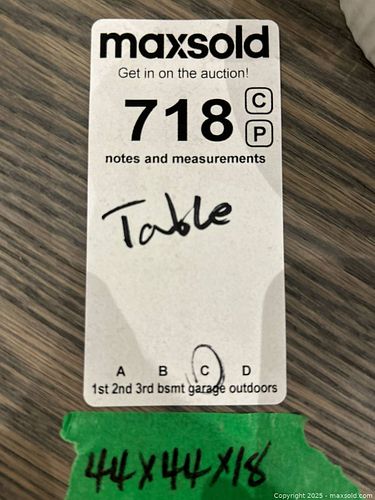 maxsold
Get in on the auction!
718 C
P
notes and measurements
Table
A B C D
1st 2nd 3rd bsmt garage outdoors
44x44x18
Copyright 2025 - maxsold.com